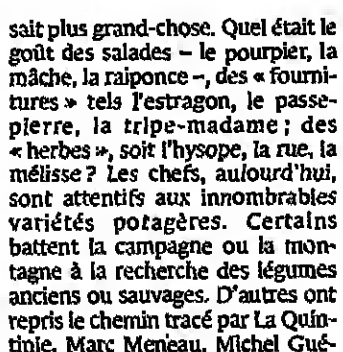 sait plus grand-chose. Quel était le
goût des salades – le pourpier, la
mâche, la raiponce –, des « fourni-
tures » tels l'estragon, le passe-
pierre, la tripe-madame ; des
« herbes », soit l'hysope, la rue, la
mélisse ? Les chefs, aujourd'hui,
sont attentifs aux innombrables
variétés potagères. Certains
battent la campagne ou la mon-
tagne à la recherche des légumes
anciens ou sauvages. D'autres ont
repris le chemin tracé par La Quin-
tinie. Marc Meneau, Michel Gué-